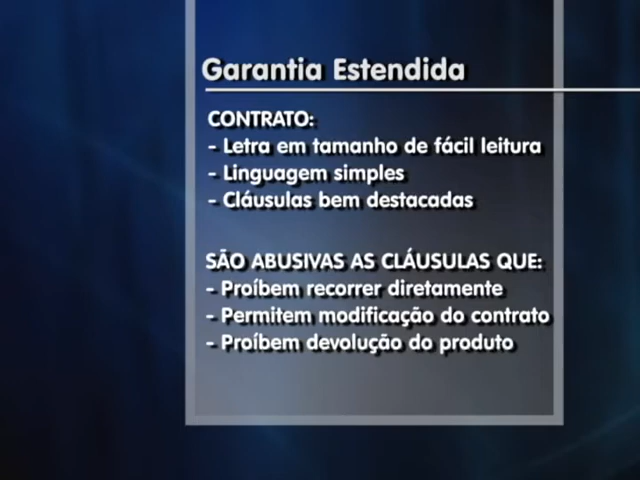 Garantia Estendida
CONTRATO:
- Letra em tamanho de fácil leitura
- Linguagem simples
- Cláusulas bem destacadas
SÃO ABUSIVAS AS CLÁUSULAS QUE:
- Proíbem recorrer diretamente
- Permitem modificação do contrato
- Proíbem devolução do produto